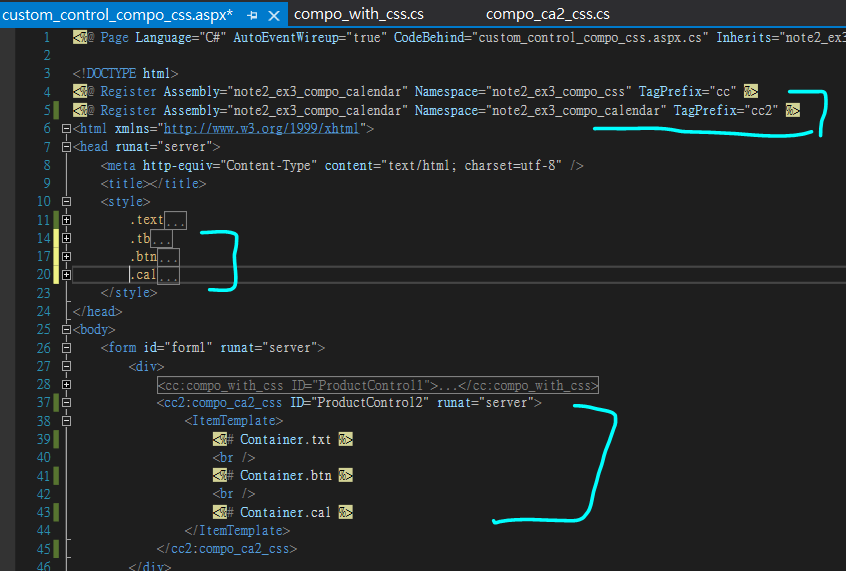 custom_control_compo_css.aspx* compo_with_css.cs compo_ca2_css.cs
1 <%@ Page Language="C#" AutoEventWireup="true" CodeBehind="custom_control_compo_css.aspx.cs" Inherits="note2_ex3
2
3 <!DOCTYPE html>
4 <%@ Register Assembly="note2_ex3_compo_calendar" Namespace="note2_ex3_compo_css" TagPrefix="cc" %>
5 <%@ Register Assembly="note2_ex3_compo_calendar" Namespace="note2_ex3_compo_calendar" TagPrefix="cc2" %>
6 <html xmlns="http://www.w3.org/1999/xhtml">
7 <head runat="server">
8 <meta http-equiv="Content-Type" content="text/html; charset=utf-8" />
9 <title></title>
10 <style>
11 .text...
14 .tb...
17 .btn...
20 .cal...
23 </style>
24 </head>
25 <body>
26 <form id="form1" runat="server">
27 <div>
28 <cc:compo_with_css ID="ProductControl1">...</cc:compo_with_css>
37 <cc2:compo_ca2_css ID="ProductControl2" runat="server">
38 <ItemTemplate>
39 <%# Container.txt %>
40 <br />
41 <%# Container.btn %>
42 <br />
43 <%# Container.cal %>
44 </ItemTemplate>
45 </cc2:compo_ca2_css>
46 </div>